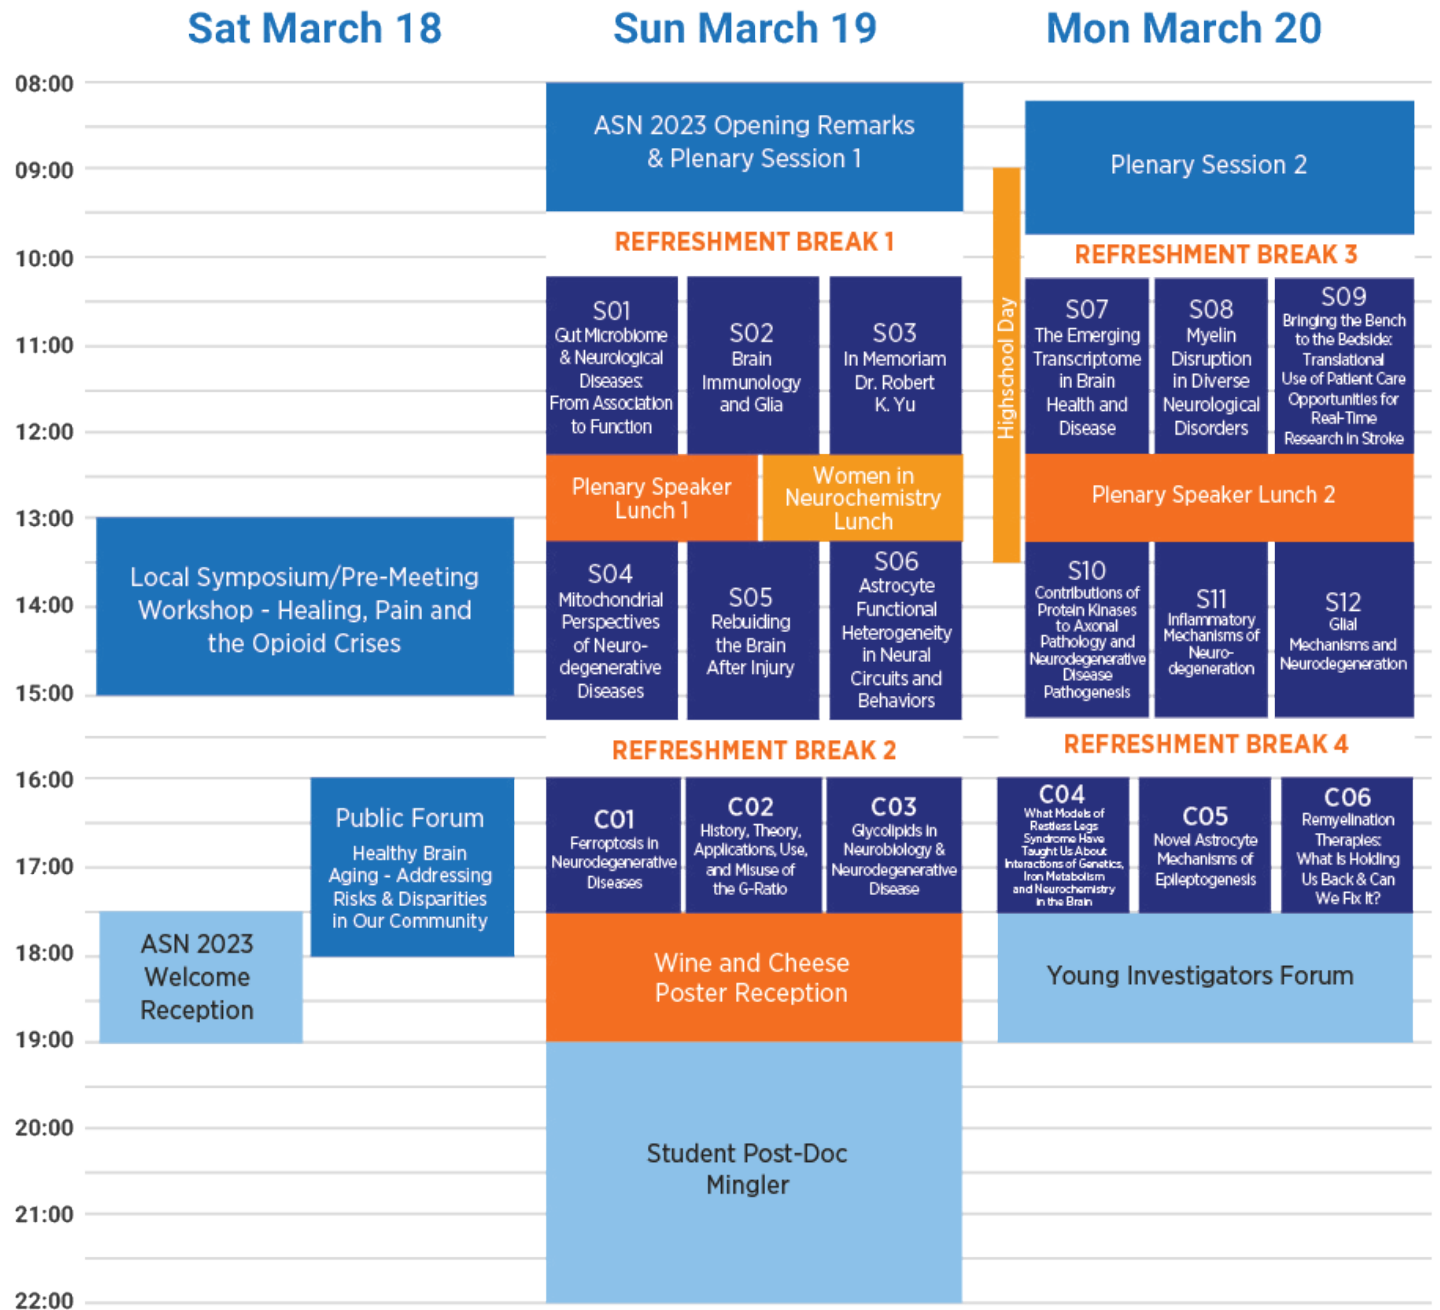 Sat March 18
Sun March 19
Mon March 20
08:00
09:00
10:00
11:00
12:00
13:00
14:00
15:00
16:00
17:00
18:00
19:00
20:00
21:00
22:00
Local Symposium/Pre-Meeting
Workshop - Healing, Pain and
the Opioid Crises
Public Forum
Healthy Brain
Aging - Addressing
Risks & Disparities
in Our Community
ASN 2023
Welcome
Reception
ASN 2023 Opening Remarks
& Plenary Session 1
REFRESHMENT BREAK 1
S01
Gut Microbiome
& Neurological
Diseases:
From Association
to Function
S02
Brain
Immunology
and Glia
S03
In Memoriam
Dr. Robert
K. Yu
Plenary Speaker
Lunch 1
Women in
Neurochemistry
Lunch
S04
Mitochondrial
Perspectives
of Neuro-
degenerative
Diseases
S05
Rebuiding
the Brain
After Injury
S06
Astrocyte
Functional
Heterogeneity
in Neural
Circuits and
Behaviors
REFRESHMENT BREAK 2
C01
Ferroptosis in
Neurodegenerative
Diseases
C02
History, Theory,
Applications, Use,
and Misuse of
the G-Ratio
C03
Glycolipids in
Neurobiology &
Neurodegenerative
Disease
Wine and Cheese
Poster Reception
Student Post-Doc
Mingler
Plenary Session 2
Highschool Day
REFRESHMENT BREAK 3
S07
The Emerging
Transcriptome
in Brain
Health and
Disease
S08
Myelin
Disruption
in Diverse
Neurological
Disorders
S09
Bringing the Bench
to the Bedside:
Translational
Use of Patient Care
Opportunities for
Real-Time
Research in Stroke
Plenary Speaker Lunch 2
S10
Contributions of
Protein Kinases
to Axonal
Pathology and
Neurodegenerative
Disease
Pathogenesis
S11
Inflammatory
Mechanisms of
Neuro-
degeneration
S12
Glial
Mechanisms and
Neurodegeneration
REFRESHMENT BREAK 4
C04
What Models of
Restless Legs
Syndrome Have
Taught Us About
Interactions of Genetics,
Iron Metabolism
and Neurochemistry
in the Brain
C05
Novel Astrocyte
Mechanisms of
Epileptogenesis
C06
Remyelination
Therapies:
What Is Holding
Us Back & Can
We Fix It?
Young Investigators Forum